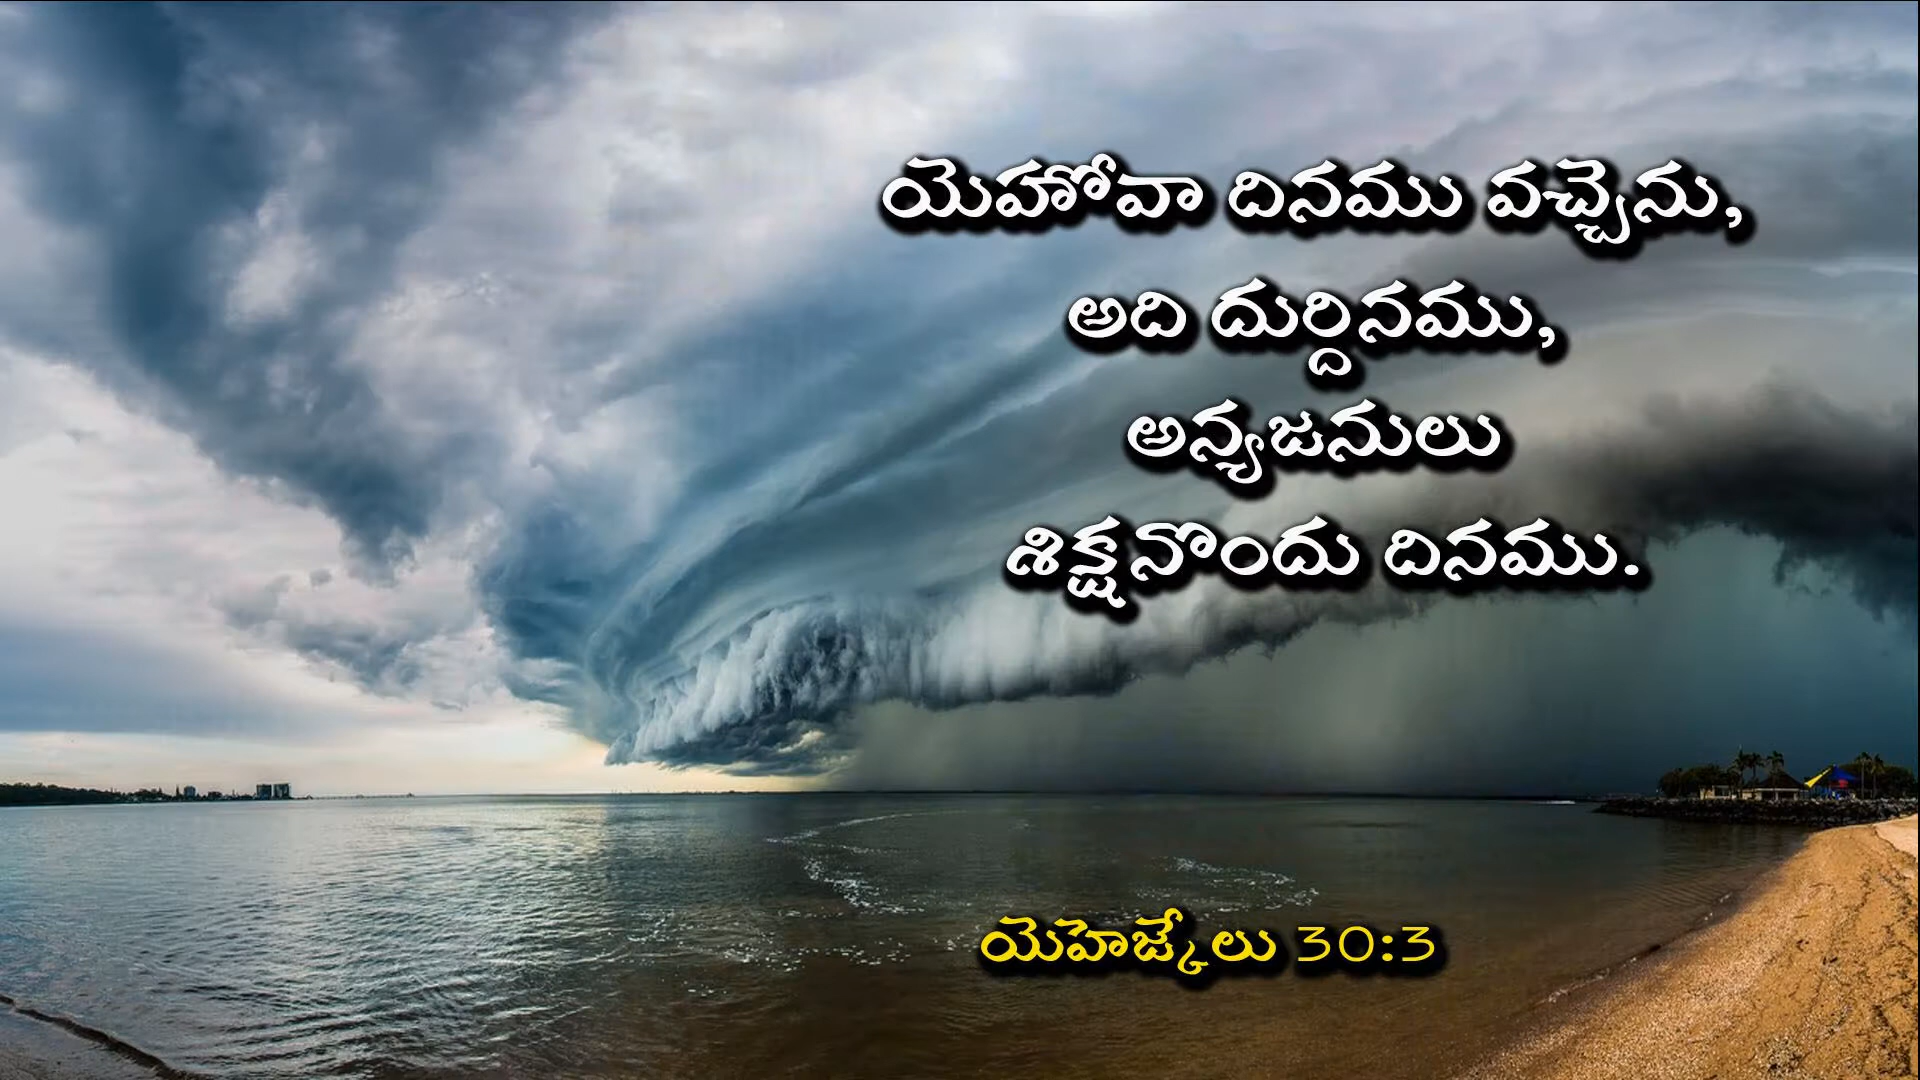 యెహోవా దినము వచ్చెను,
అది దుర్దినము,
అన్యజనులు
శిక్షనొందు దినము.
యెహెజ్కేలు 30:3